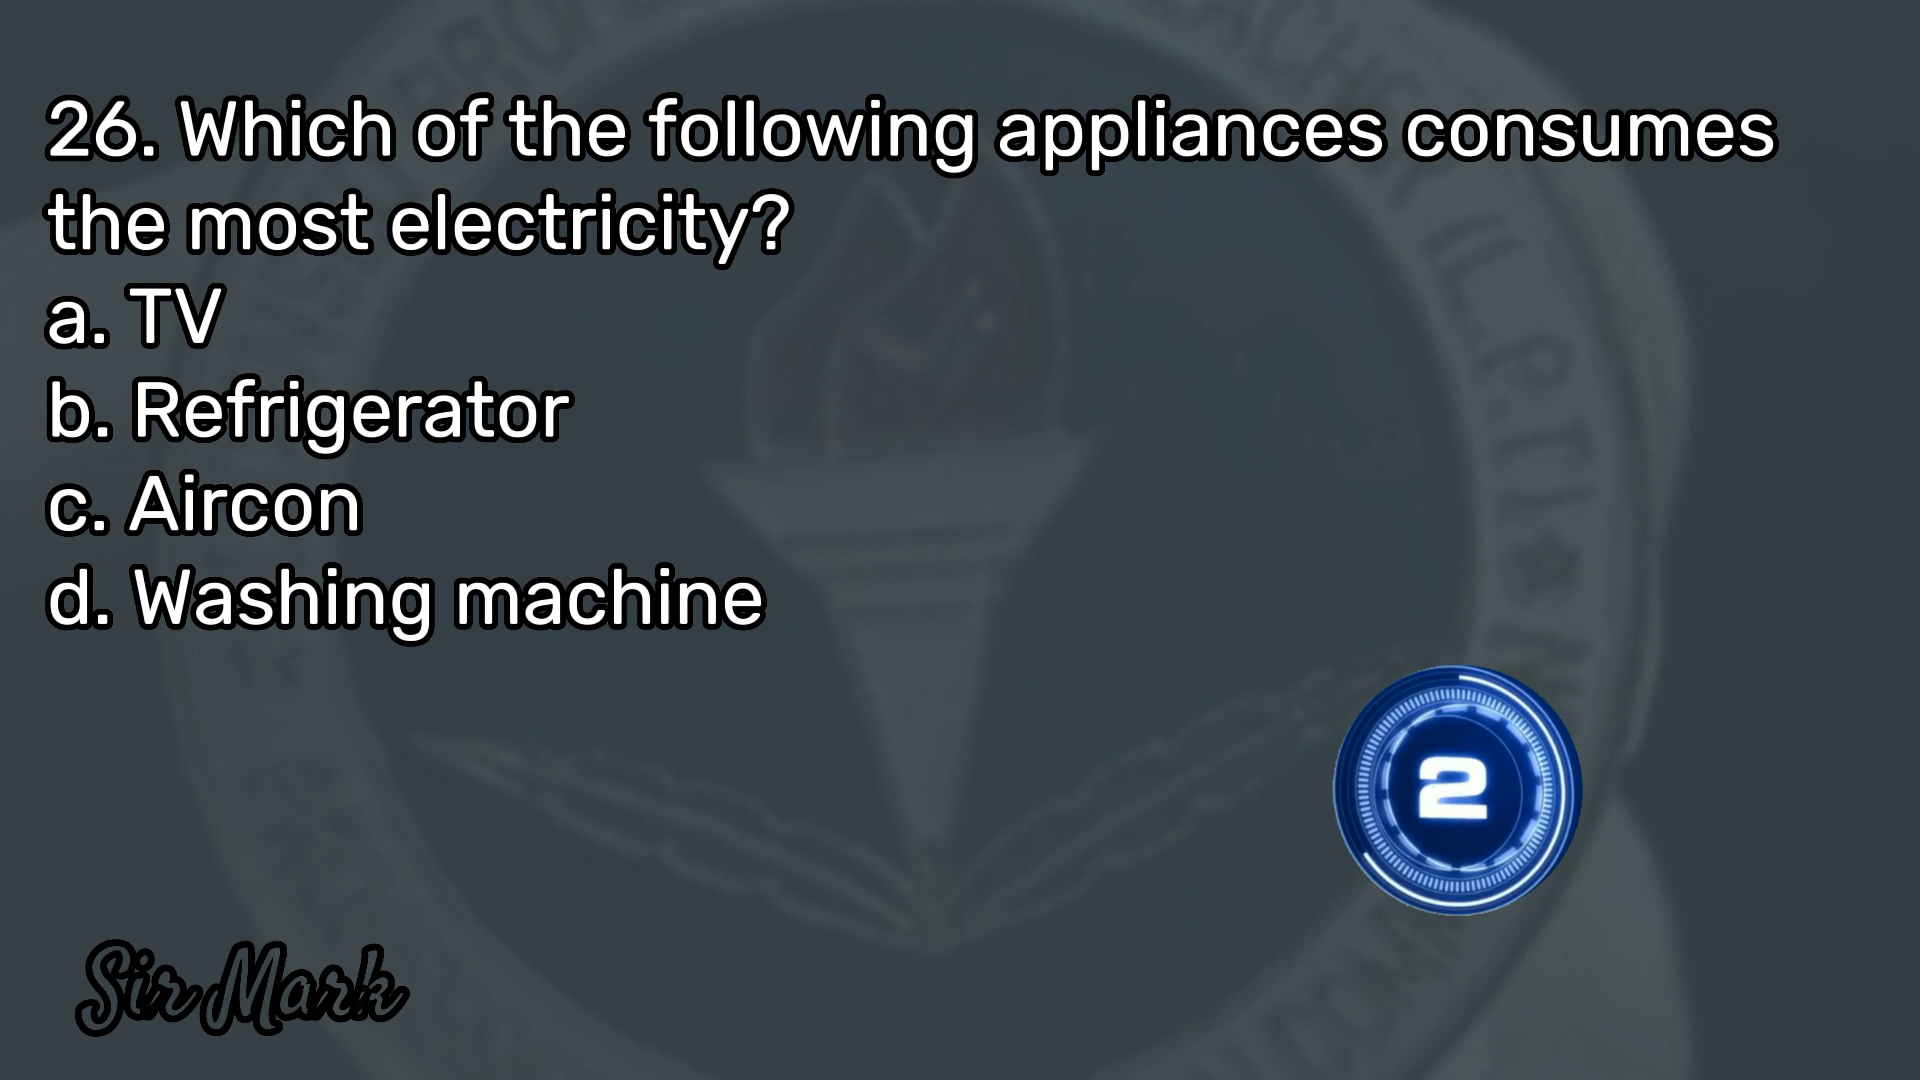 26. Which of the following appliances consumes
the most electricity?
a. TV
b. Refrigerator
c. Aircon
d. Washing machine
2
Sir Mark